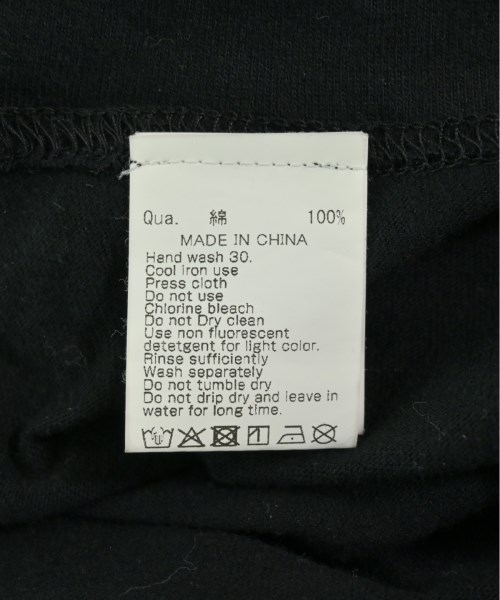 Qua. 綿 100%
MADE IN CHINA
Hand wash 30.
Cool iron use
Press cloth
Do not use
Chlorine bleach
Do not Dry clean
Use non fluorescent
detetgent for light color.
Rinse sufficiently
Wash separately
Do not tumble dry
Do not drip dry and leave in
water for long time.